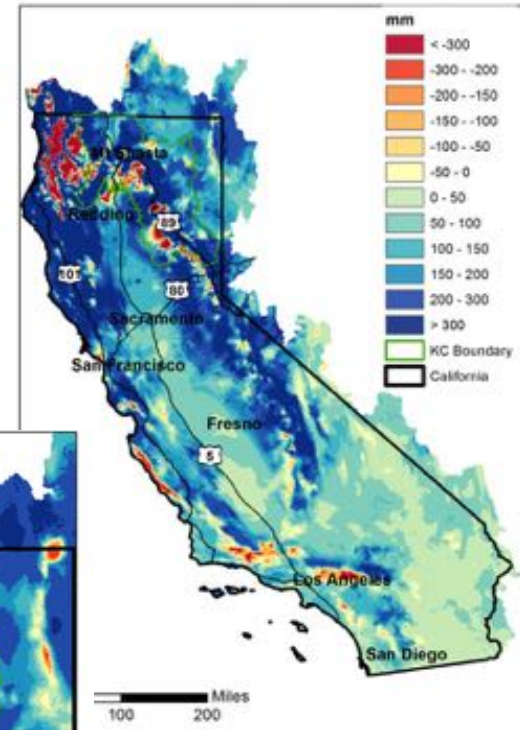 mm
< -300
-300 - -200
-200 - -150
-150 - -100
-100 - -50
-50 - 0
0 - 50
50 - 100
100 - 150
150 - 200
200 - 300
> 300
KC Boundary
California
Mt Shasta
Redding
89
101
80
Sacramento
San Francisco
Fresno
5
Los Angeles
San Diego
Miles
100 200